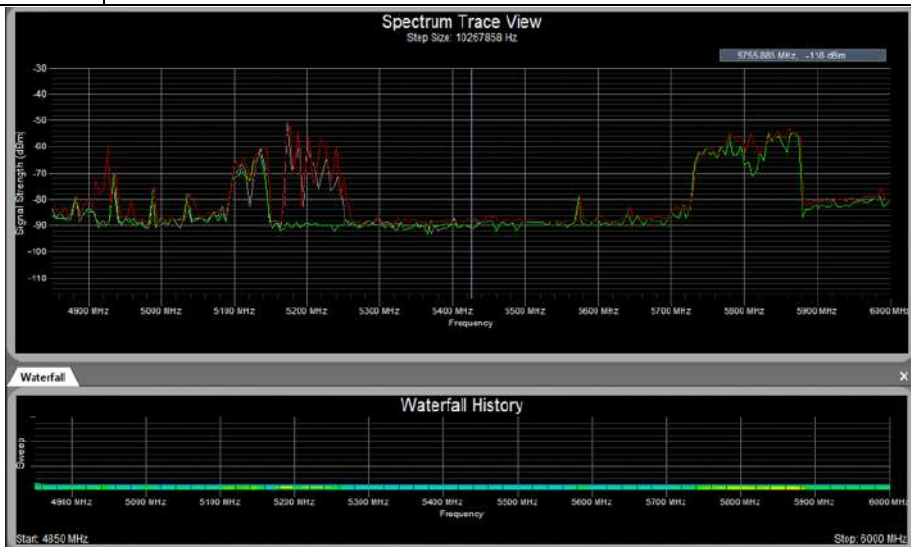 Spectrum Trace View
Step Size: 10267858 Hz
5755.885 MHz, -118 dBm
-30
-40
-50
-60
-70
-80
-90
-100
-110
Signal Strength (dBm)
4900 MHz 5000 MHz 5100 MHz 5200 MHz 5300 MHz 5400 MHz 5500 MHz 5600 MHz 5700 MHz 5800 MHz 5900 MHz 6000 MHz
Frequency
Waterfall X
Waterfall History
Sweep
4900 MHz 5000 MHz 5100 MHz 5200 MHz 5300 MHz 5400 MHz 5500 MHz 5600 MHz 5700 MHz 5800 MHz 5900 MHz 6000 MHz
Frequency
Start: 4850 MHz Stop: 6000 MHz